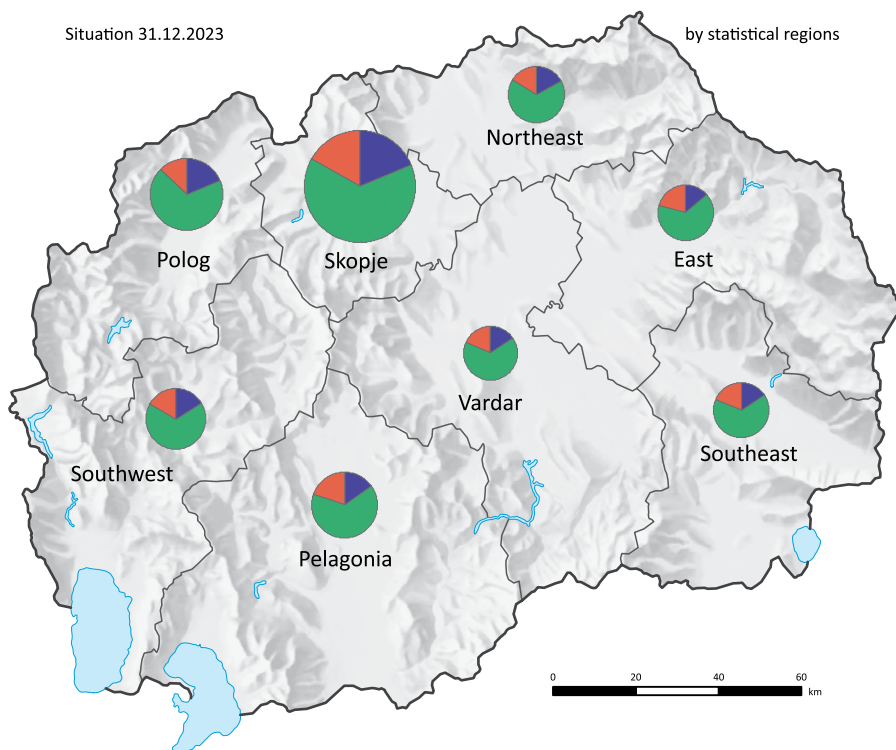 Situation 31.12.2023
by statistical regions
Northeast
Polog
Skopje
East
Vardar
Southwest
Southeast
Pelagonia
0 20 40 60
km